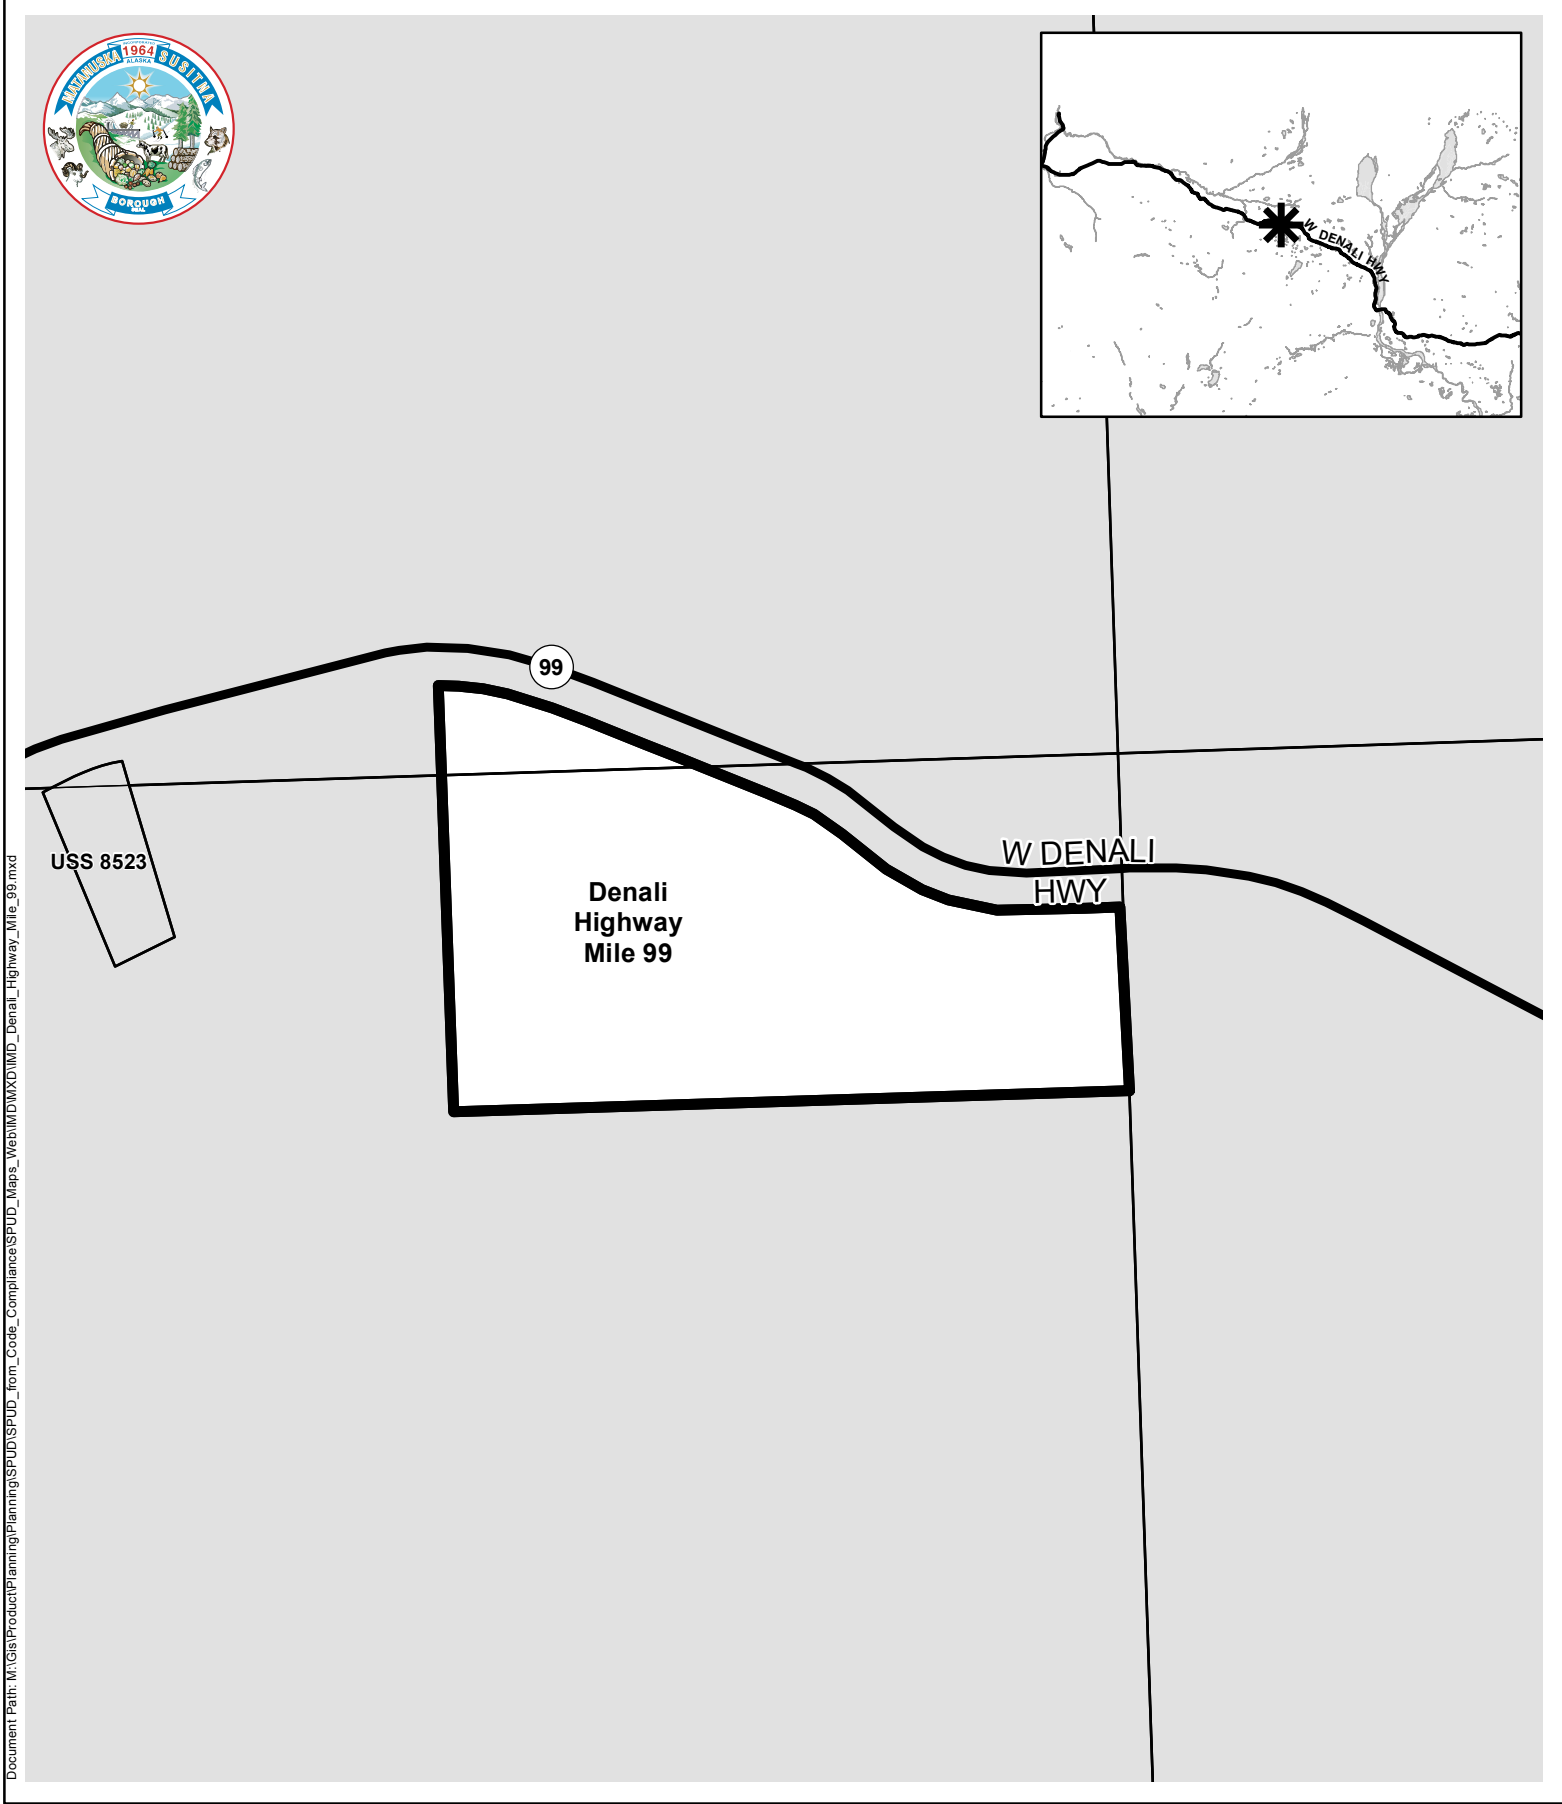 INCORPORATED
1964
ALASKA
MATANUSKA SUSITNA
BOROUGH
SEAL
W DENALI HWY
99
USS 8523
W DENALI
HWY
Denali
Highway
Mile 99
Document Path: M:\Gis\Product\Planning\Planning\SPUD\SPUD_from_Code_Compliance\SPUD_Maps_Web\IMD\MXD\IMD_Denali_Highway_Mile_99.mxd